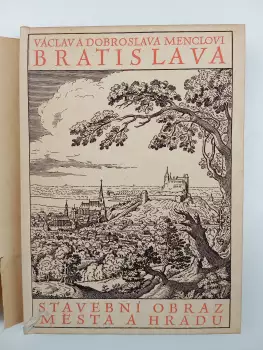 VÁCLAV A DOBROSLAVA MENCLOVI
BRATISLAVA
STAVEBNÍ OBRAZ
MĚSTA A HRADU